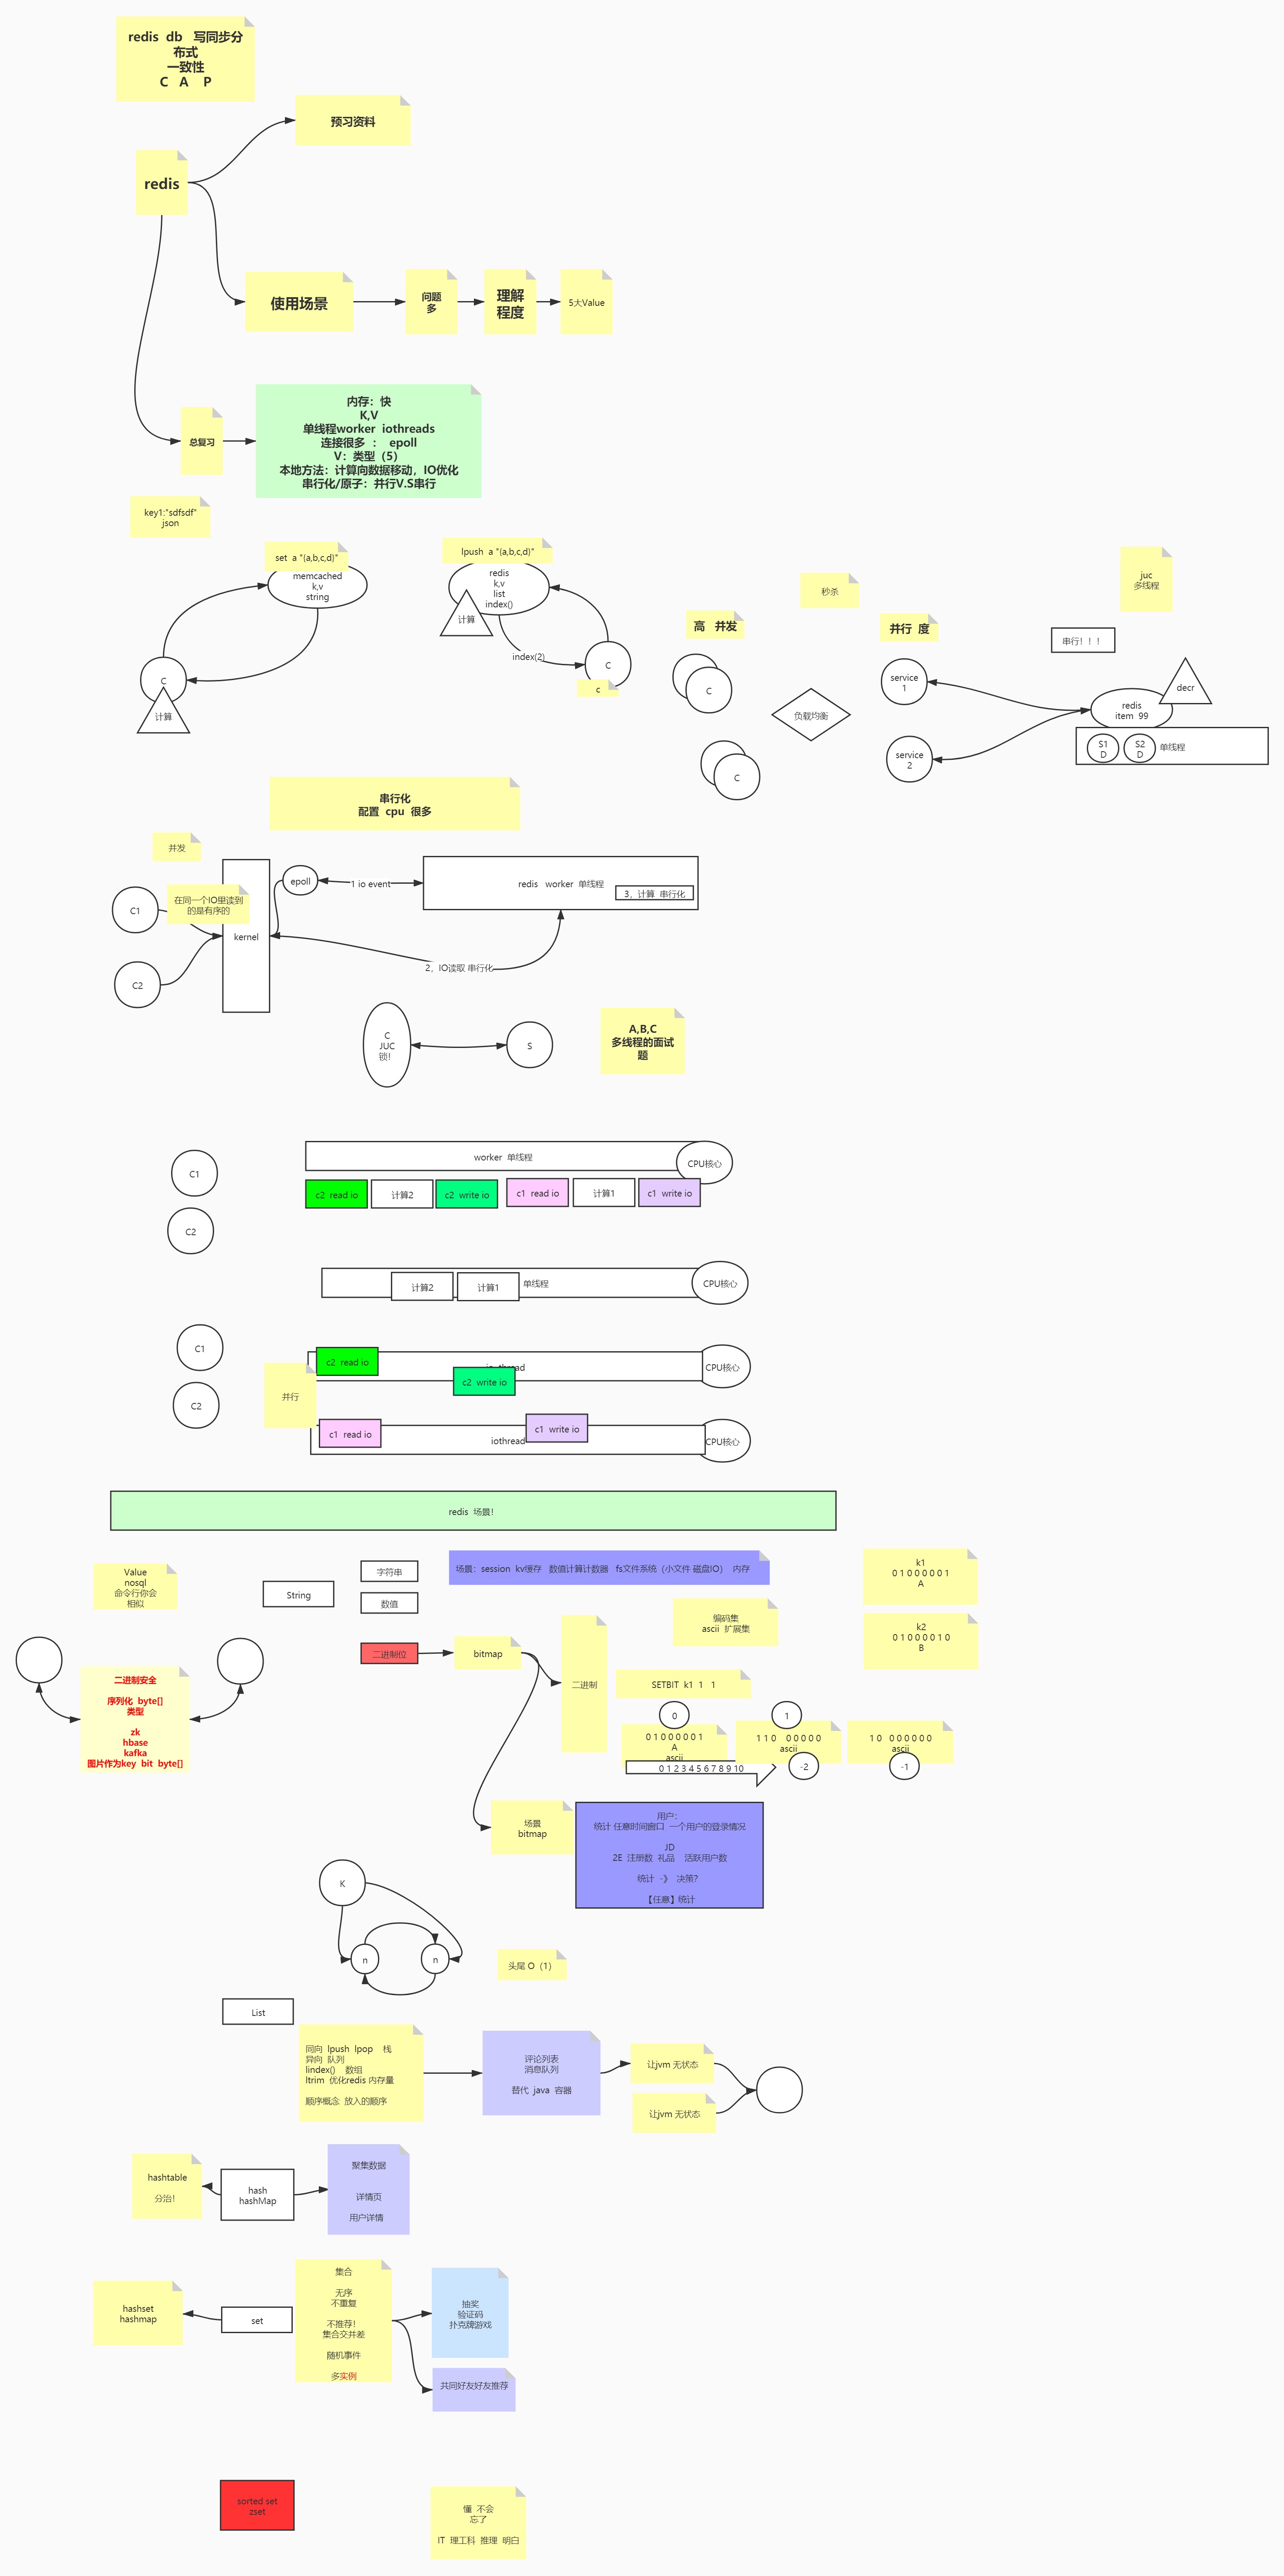 redis  db   写同步分
布式
一致性
C   A    P
预习资料
redis
使用场景
问题
多
理解
程度
5大Value
总复习
内存：快
K,V
单线程worker  iothreads
连接很多  ：  epoll
V：类型（5）
本地方法：计算向数据移动，IO优化
串行化/原子：并行V.S串行
key1:"sdfsdf"
json
set  a "(a,b,c,d)"
memcached
k,v
string
C
计算
lpush  a "(a,b,c,d)"
redis
k,v
list
index()
计算
index(2)
C
c
高   并发
C
C
秒杀
负载均衡
并行  度
service
1
service
2
juc
多线程
串行！！！
decr
redis
item  99
S1
D
S2
D
单线程
串行化
配置  cpu  很多
并发
C1
C2
在同一个IO里读到
的是有序的
kernel
epoll
1 io event
redis   worker  单线程
3，计算  串行化
2，IO读取 串行化
C
JUC
锁！
S
A,B,C
多线程的面试
题
C1
C2
worker  单线程
CPU核心
c2  read io
计算2
c2  write io
c1  read io
计算1
c1  write io
计算2
计算1
单线程
CPU核心
C1
C2
并行
c2  read io
c2  write io
CPU核心
c1  read io
iothread
c1  write io
CPU核心
redis  场景！
Value
nosql
命令行你会
相似
String
字符串
数值
二进制位
场景：session  kv缓存   数值计算计数器   fs文件系统（小文件 磁盘IO）  内存
k1
0 1 0 0 0 0 0 1
A
k2
0 1 0 0 0 0 1 0
B
编码集
ascii  扩展集
bitmap
二进制
SETBIT  k1  1   1
0
1
0 1 0 0 0 0 0 1
A
ascii
1 1 0    0 0 0 0 0
ascii
1 0   0 0 0 0 0 0
ascii
0 1 2 3 4 5 6 7 8 9 10
-2
-1
二进制安全
序列化  byte[]
类型
zk
hbase
kafka
图片作为key  bit  byte[]
场景
bitmap
用户：
统计 任意时间窗口  一个用户的登录情况
JD
2E  注册数  礼品    活跃用户数
统计  -》  决策？
【任意】统计
K
n
n
头尾 O（1）
List
同向  lpush  lpop    栈
异向  队列
lindex()    数组
ltrim  优化redis 内存量
顺序概念  放入的顺序
评论列表
消息队列
替代  java  容器
让jvm 无状态
让jvm 无状态
hashtable
分治！
hash
hashMap
聚集数据
详情页
用户详情
hashset
hashmap
set
集合
无序
不重复
不推荐！
集合交并差
随机事件
多实例
抽奖
验证码
扑克牌游戏
共同好友好友推荐
sorted set
zset
懂  不会
忘了
IT  理工科  推理  明白